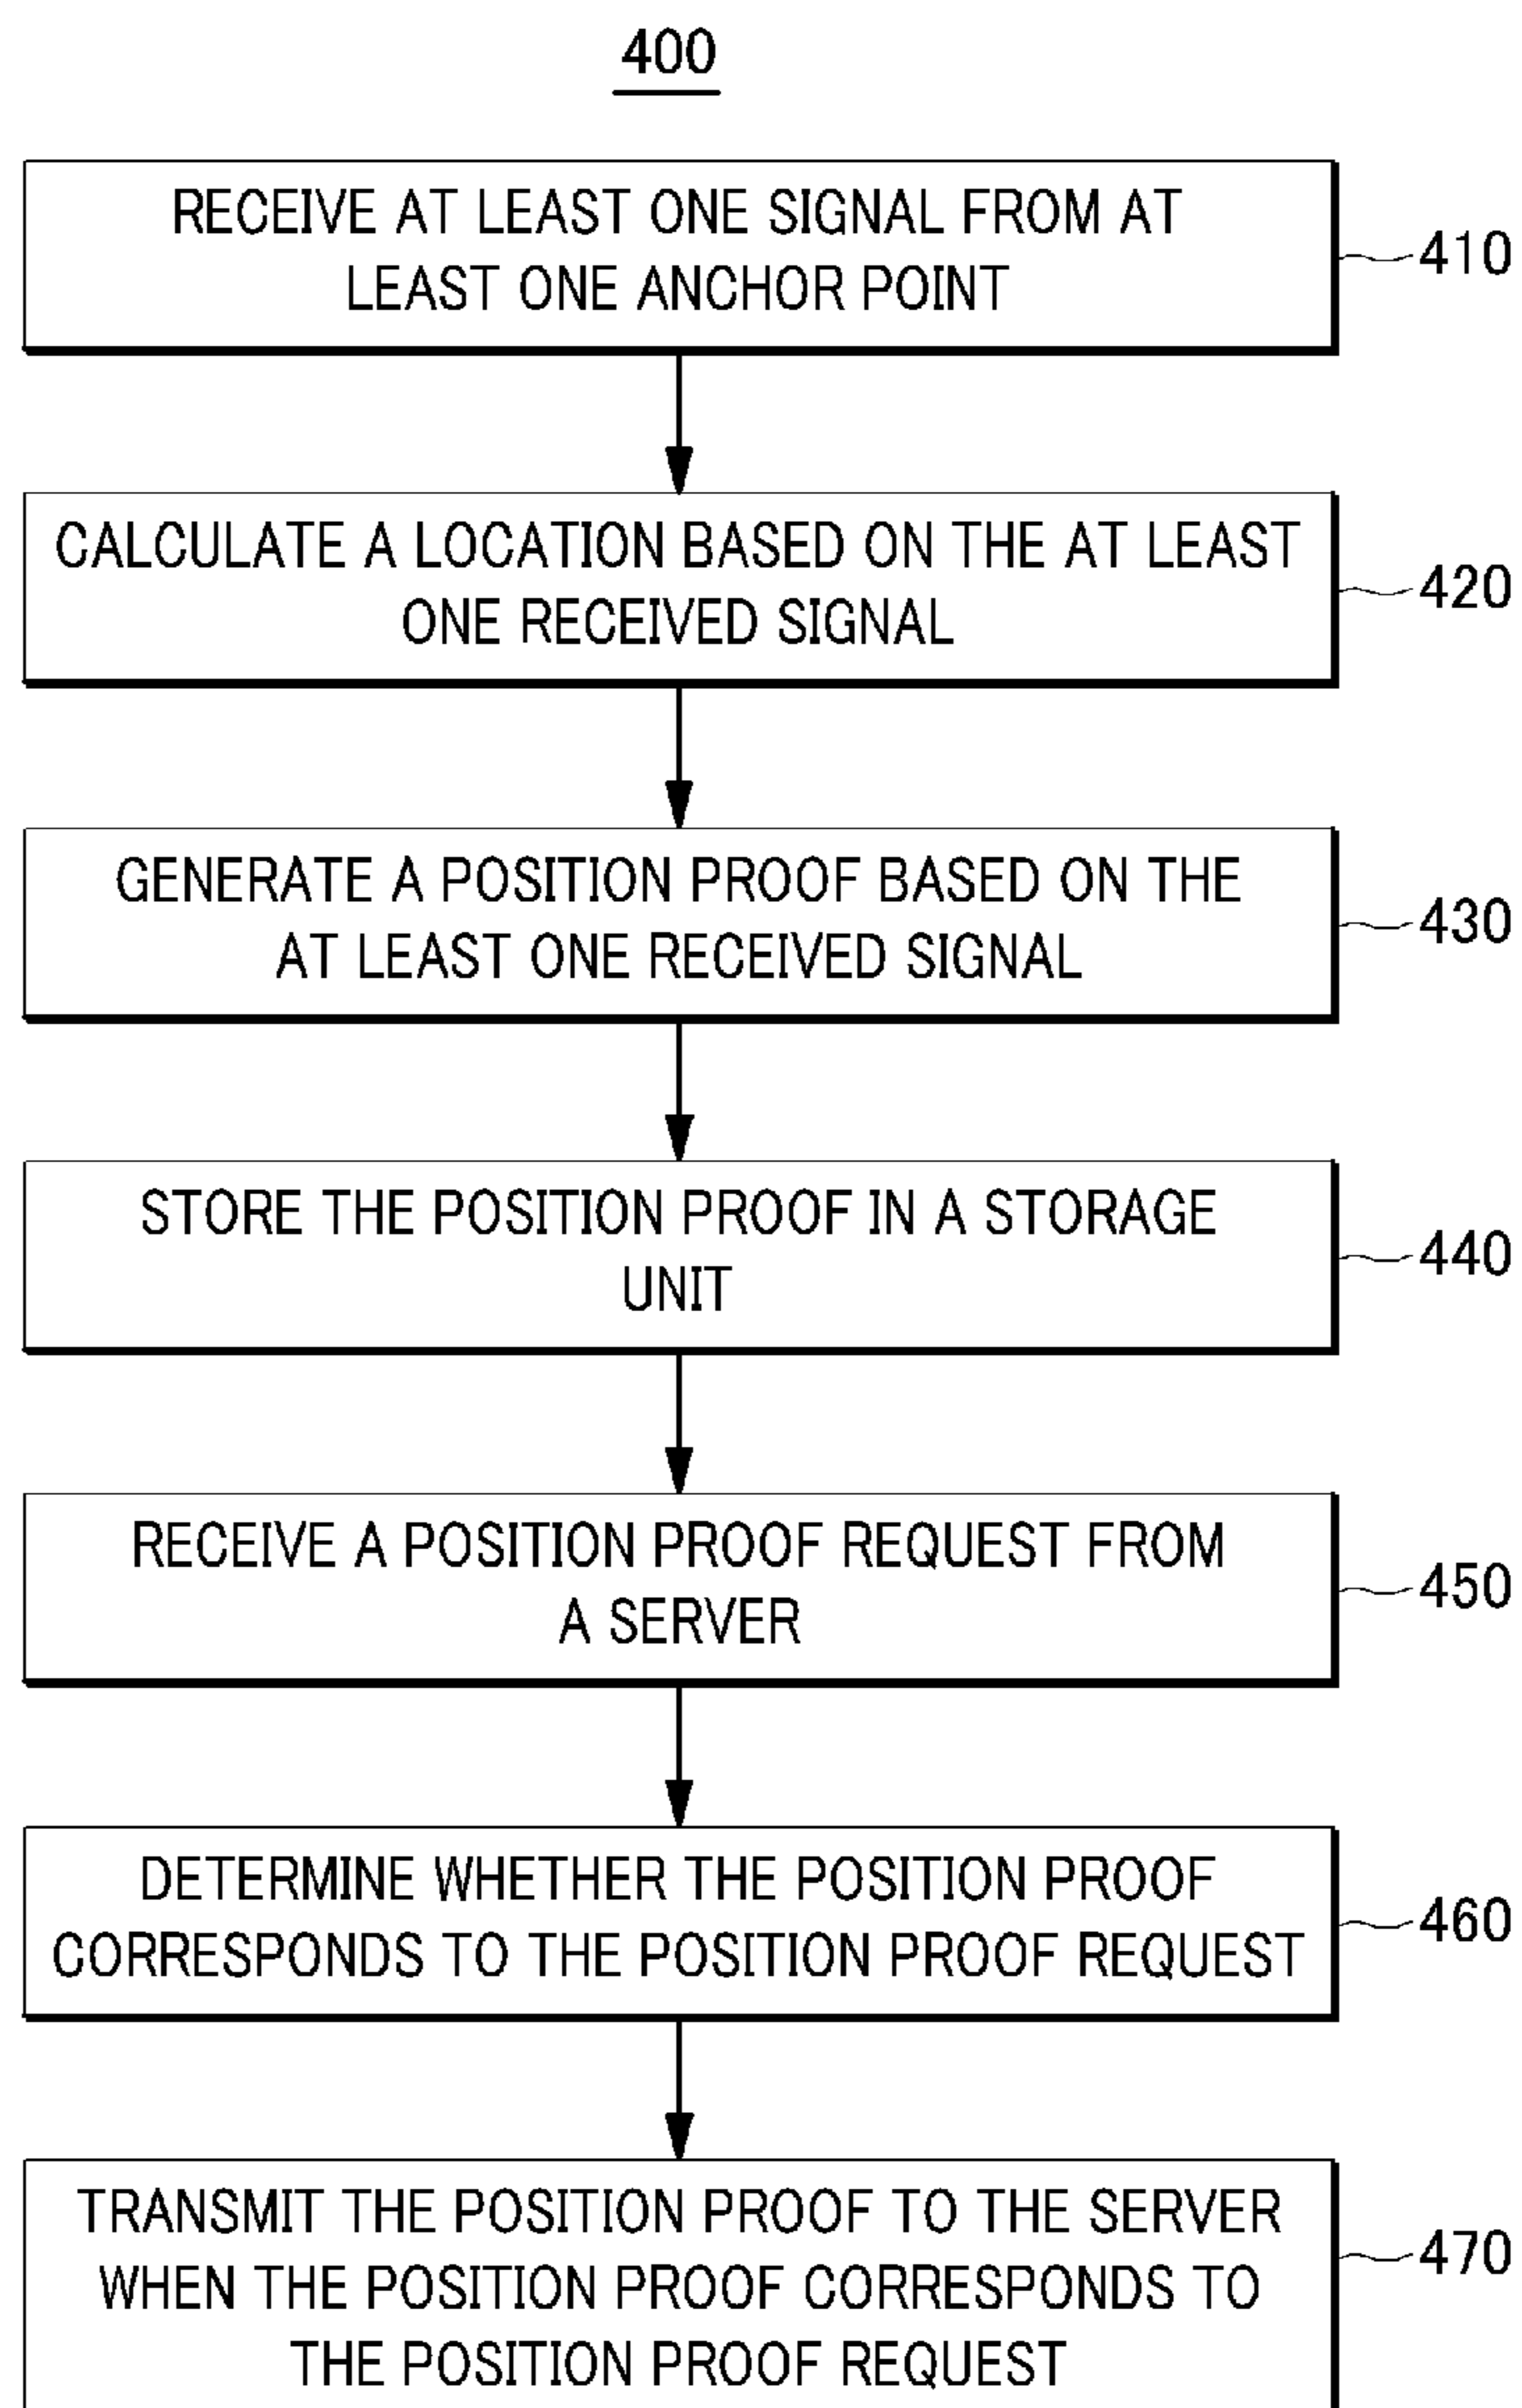 400
RECEIVE AT LEAST ONE SIGNAL FROM AT
LEAST ONE ANCHOR POINT
410
CALCULATE A LOCATION BASED ON THE AT LEAST
ONE RECEIVED SIGNAL
420
GENERATE A POSITION PROOF BASED ON THE
AT LEAST ONE RECEIVED SIGNAL
430
STORE THE POSITION PROOF IN A STORAGE
UNIT
440
RECEIVE A POSITION PROOF REQUEST FROM
A SERVER
450
DETERMINE WHETHER THE POSITION PROOF
CORRESPONDS TO THE POSITION PROOF REQUEST
460
TRANSMIT THE POSITION PROOF TO THE SERVER
WHEN THE POSITION PROOF CORRESPONDS TO
THE POSITION PROOF REQUEST
470